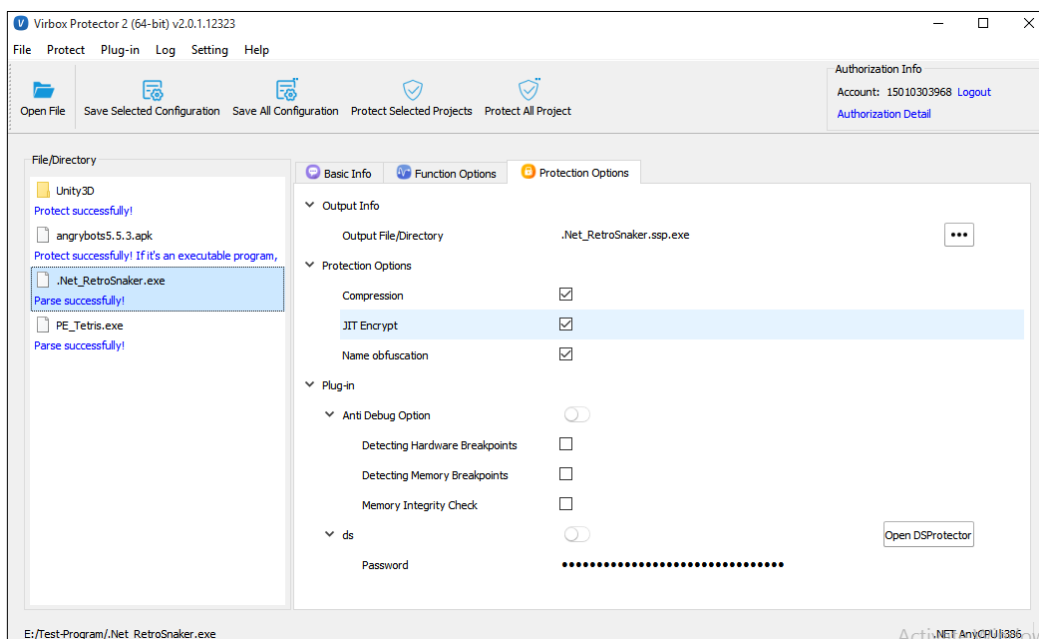 Virbox Protector 2 (64-bit) v2.0.1.12323
File Protect Plug-in Log Setting Help
Open File Save Selected Configuration Save All Configuration Protect Selected Projects Protect All Project
Authorization Info
Account: 15010303968 Logout
Authorization Detail
File/Directory
Unity3D
Protect successfully!
angrybots5.5.3.apk
Protect successfully! If it's an executable program,
.Net_RetroSnaker.exe
Parse successfully!
PE_Tetris.exe
Parse successfully!
Basic Info Function Options Protection Options
Output Info
Output File/Directory .Net_RetroSnaker.ssp.exe
Protection Options
Compression
JIT Encrypt
Name obfuscation
Plug-in
Anti Debug Option
Detecting Hardware Breakpoints
Detecting Memory Breakpoints
Memory Integrity Check
ds Open DSProtector
Password
E:/Test-Program/.Net_RetroSnaker.exe .NET AnyCPU|i386